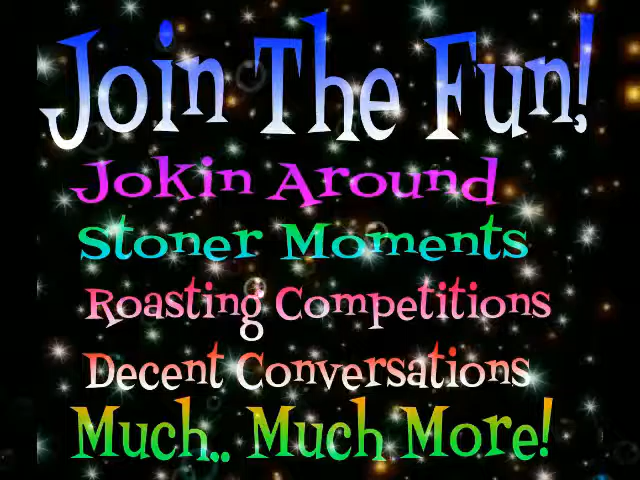 Join The Fun!
Jokin Around
Stoner Moments
Roasting Competitions
Decent Conversations
Much.. Much More!